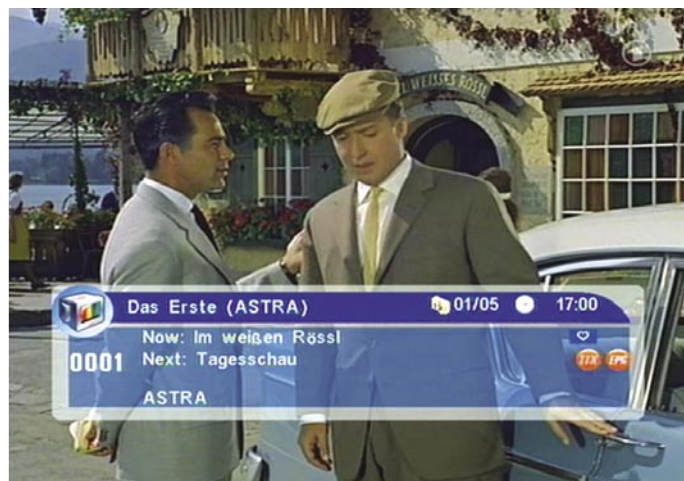 L WEISSES RÖSSL
Das Erste (ASTRA) 01/05 17:00
Now: Im weißen Rössl
0001 Next: Tagesschau
TTX EPG
ASTRA